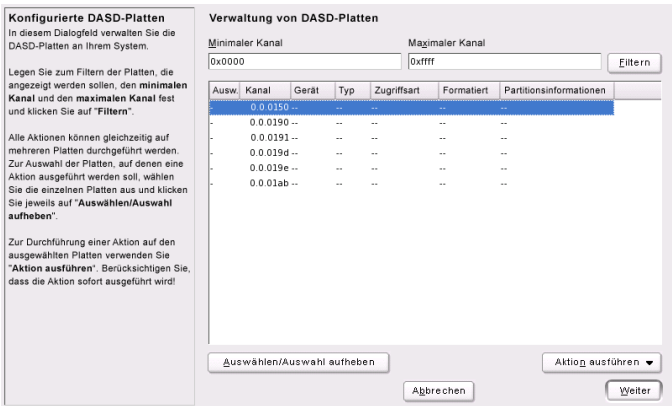 Konfigurierte DASD-Platten
In diesem Dialogfeld verwalten Sie die
DASD-Platten an Ihrem System.
Legen Sie zum Filtern der Platten, die
angezeigt werden sollen, den minimalen
Kanal und den maximalen Kanal fest
und klicken Sie auf "Filtern".
Alle Aktionen können gleichzeitig auf
mehreren Platten durchgeführt werden.
Zur Auswahl der Platten, auf denen eine
Aktion ausgeführt werden soll, wählen
Sie die einzelnen Platten aus und klicken
Sie jeweils auf "Auswählen/Auswahl
aufheben".
Zur Durchführung einer Aktion auf den
ausgewählten Platten verwenden Sie
"Aktion ausführen". Berücksichtigen Sie,
dass die Aktion sofort ausgeführt wird!
Verwaltung von DASD-Platten
Minimaler Kanal Maximaler Kanal
0x0000 0xffff Filtern
Ausw. Kanal Gerät Typ Zugriffsart Formatiert Partitionsinformationen
- 0.0.0150 -- -- -- -- --
- 0.0.0190 -- -- -- -- --
- 0.0.0191 -- -- -- -- --
- 0.0.019d -- -- -- -- --
- 0.0.019e -- -- -- -- --
- 0.0.01ab -- -- -- -- --
Auswählen/Auswahl aufheben Aktion ausführen
Abbrechen Weiter